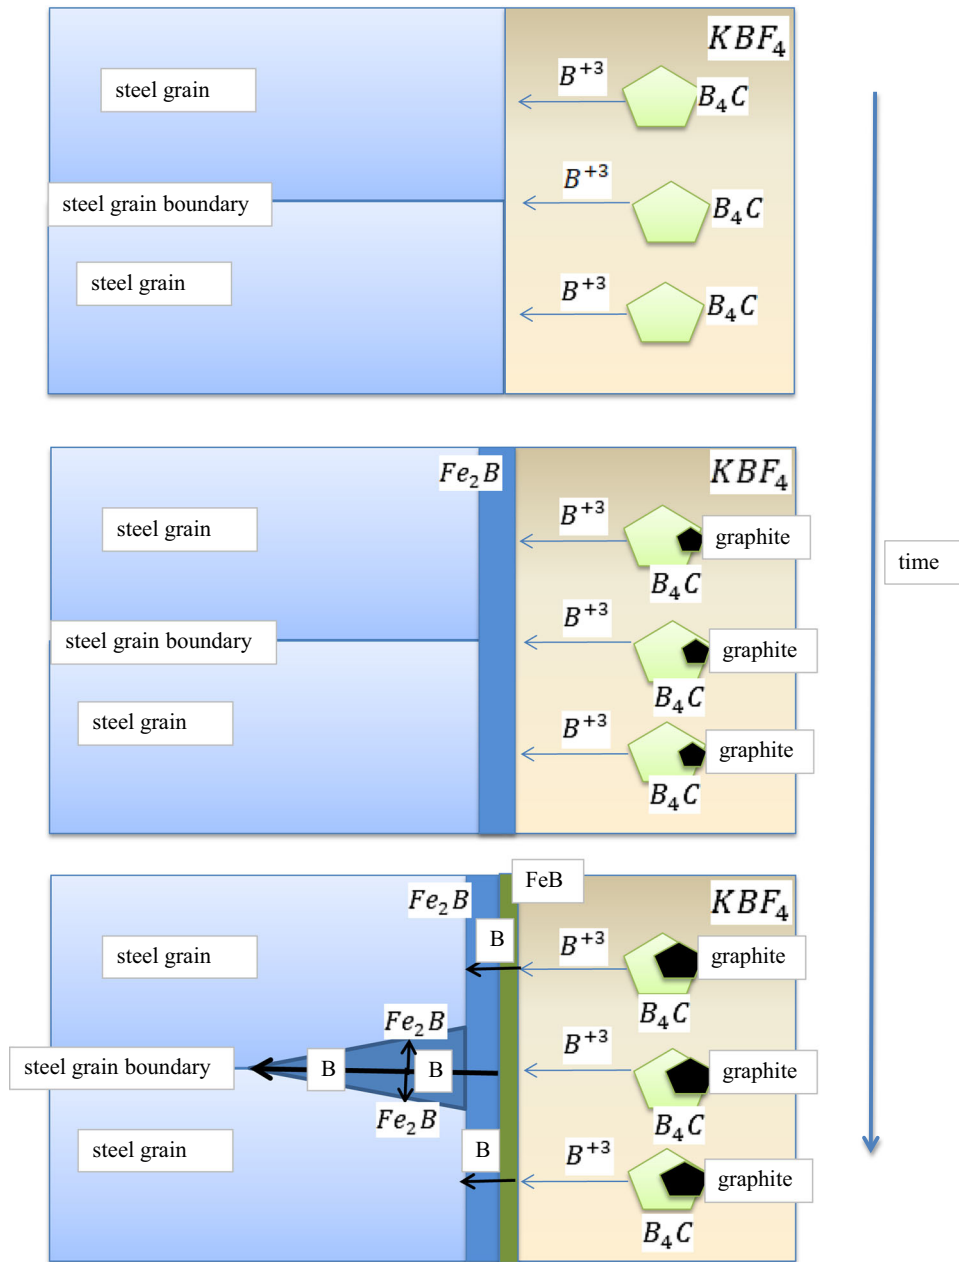 KBF₄
B⁺³
steel grain
B₄C
B⁺³
steel grain boundary
B₄C
steel grain
B⁺³
B₄C
Fe₂B
KBF₄
B⁺³
steel grain
graphite
time
B₄C
B⁺³
steel grain boundary
graphite
B₄C
steel grain
B⁺³
graphite
B₄C
FeB
Fe₂B
KBF₄
B
B⁺³
steel grain
graphite
B₄C
Fe₂B
B⁺³
steel grain boundary
B
B
graphite
Fe₂B
B₄C
steel grain
B
B⁺³
graphite
B₄C